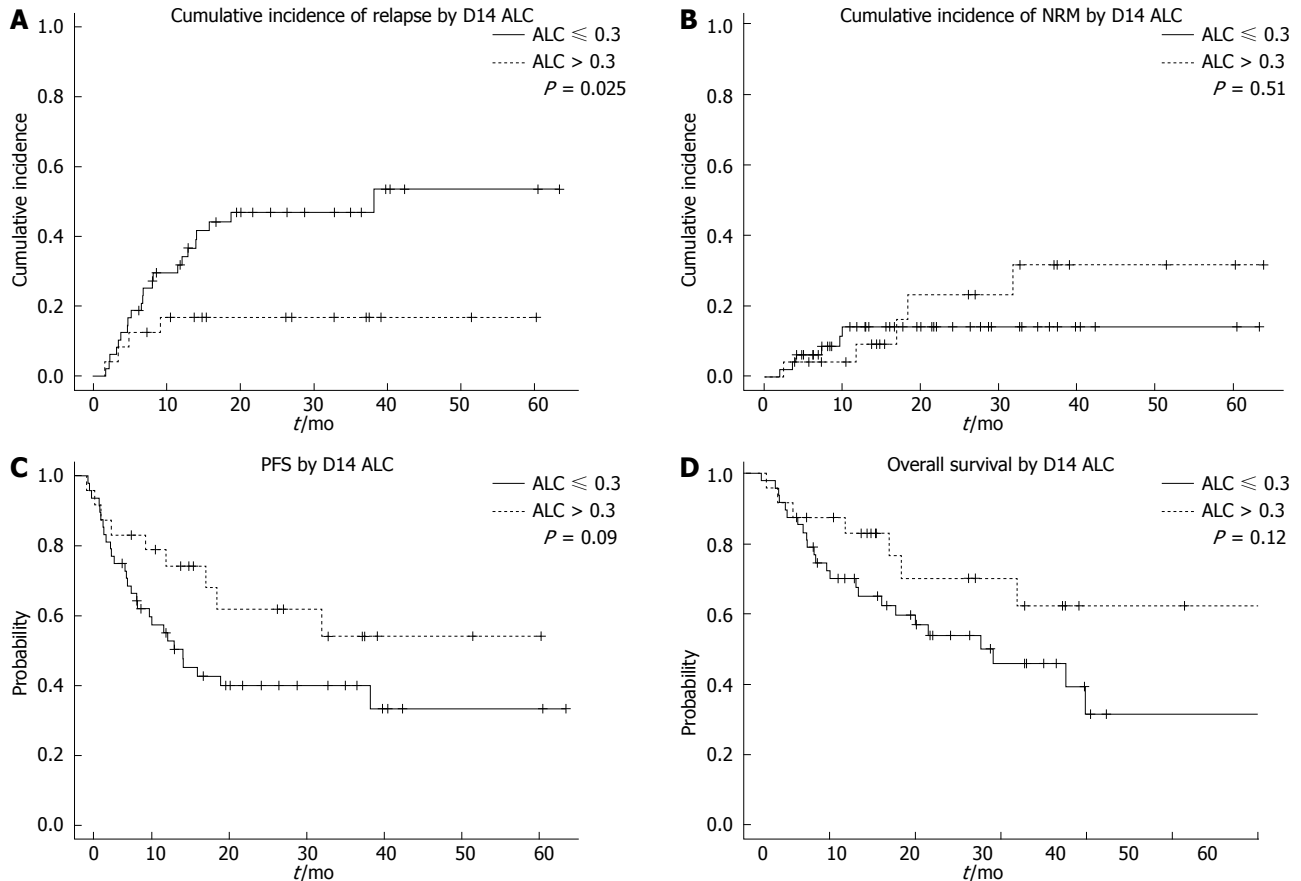 A
Cumulative incidence of relapse by D14 ALC
ALC ⩽ 0.3
ALC > 0.3
P = 0.025
Cumulative incidence
1.0
0.8
0.6
0.4
0.2
0.0
0 10 20 30 40 50 60
t/mo
B
Cumulative incidence of NRM by D14 ALC
ALC ⩽ 0.3
ALC > 0.3
P = 0.51
Cumulative incidence
1.0
0.8
0.6
0.4
0.2
0.0
0 10 20 30 40 50 60
t/mo
C
PFS by D14 ALC
ALC ⩽ 0.3
ALC > 0.3
P = 0.09
Probability
1.0
0.8
0.6
0.4
0.2
0.0
0 10 20 30 40 50 60
t/mo
D
Overall survival by D14 ALC
ALC ⩽ 0.3
ALC > 0.3
P = 0.12
Probability
1.0
0.8
0.6
0.4
0.2
0.0
0 10 20 30 40 50 60
t/mo